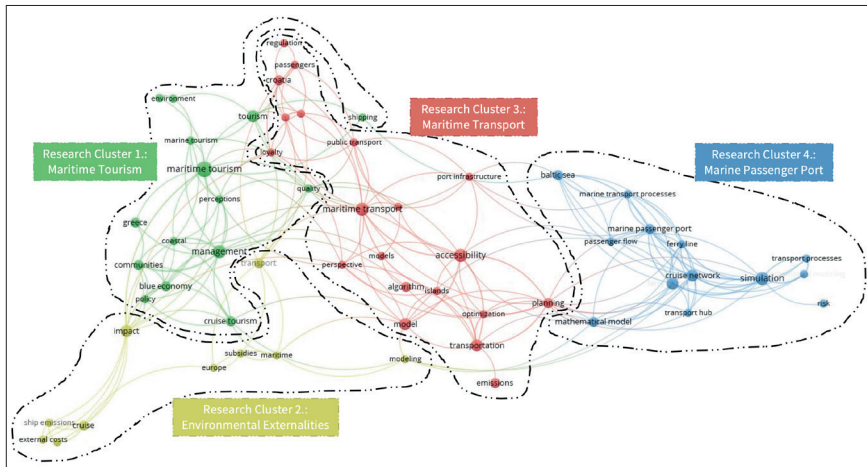 regulation
passengers
croatia
environment
tourism
shipping
Research Cluster 3.:
Maritime Transport
marine tourism
public transport
loyalty
Research Cluster 1.:
Maritime Tourism
maritime tourism
quality
port infrastructure
baltic sea
Research Cluster 4.:
Marine Passenger Port
perceptions
maritime transport
marine transport processes
greece
marine passenger port
coastal
passenger flow
ferry line
management
communities
transport
perspective
models
accessibility
transport processes
cruise network
simulation
blue economy
policy
algorithm
islands
planning
risk
impact
cruise tourism
model
optimization
mathematical model
transport hub
subsidies
maritime
transportation
europe
modeling
emissions
Research Cluster 2.:
Environmental Externalities
ship emissions
cruise
external costs